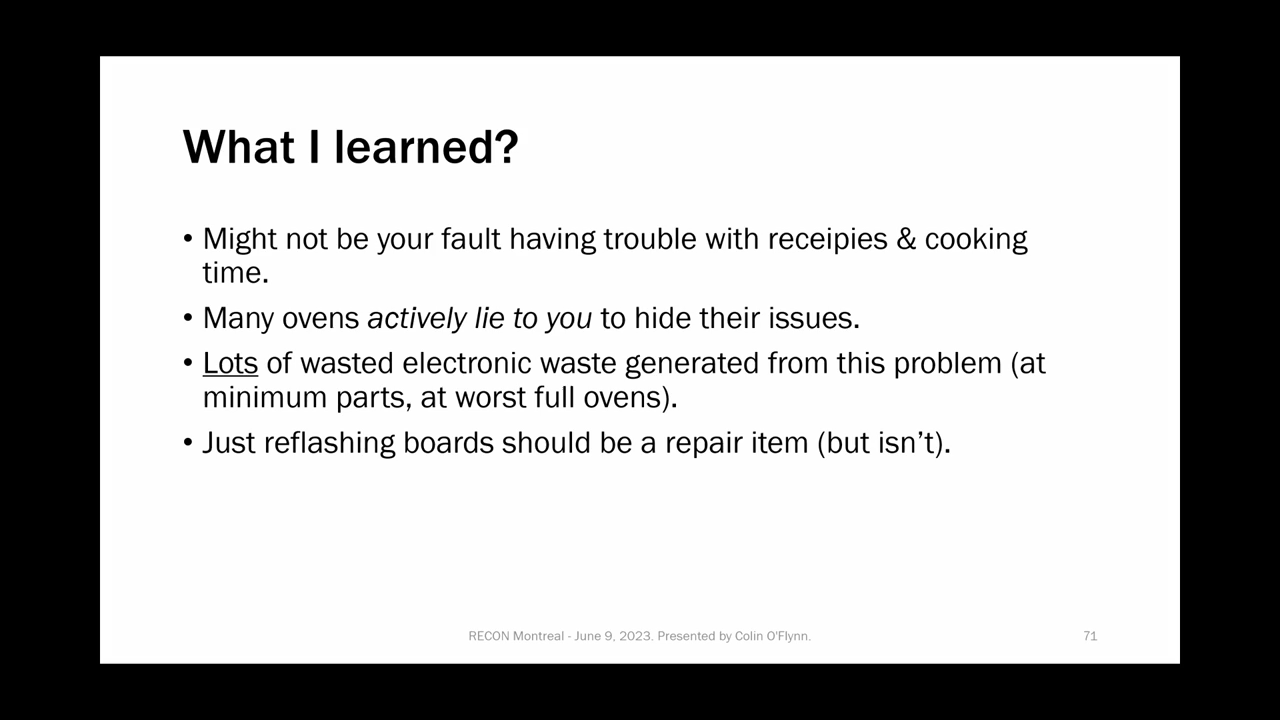 What I learned?
• Might not be your fault having trouble with receipies & cooking
time.
• Many ovens actively lie to you to hide their issues.
• Lots of wasted electronic waste generated from this problem (at
minimum parts, at worst full ovens).
• Just reflashing boards should be a repair item (but isn’t).
RECON Montreal - June 9, 2023. Presented by Colin O'Flynn.
71